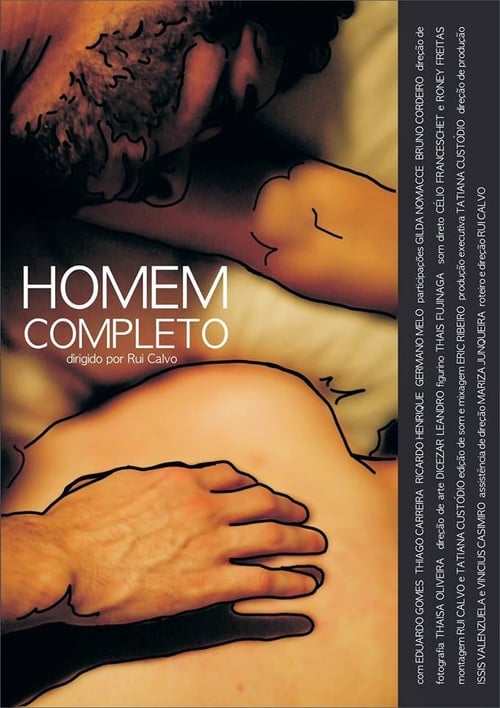 HOMEM
COMPLETO
dirigido por Rui Calvo
com EDUARDO GOMES THIAGO CARREIRA RICARDO HENRIQUE GERMANO MELO participações GILDA NOMACCE BRUNO CORDEIRO direção de
fotografia THAISA OLIVEIRA direção de arte DICEZAR LEANDRO figurino THAIS FUJINAGA som direto CÉLIO FRANCESCHET e RONEY FREITAS
montagem RUI CALVO e TATIANA CUSTÓDIO edição de som e mixagem ERIC RIBEIRO produção executiva TATIANA CUSTÓDIO direção de produção
ISSIS VALENZUELA e VINICIUS CASIMIRO assistência de direção MARIZA JUNQUEIRA roteiro e direção RUI CALVO